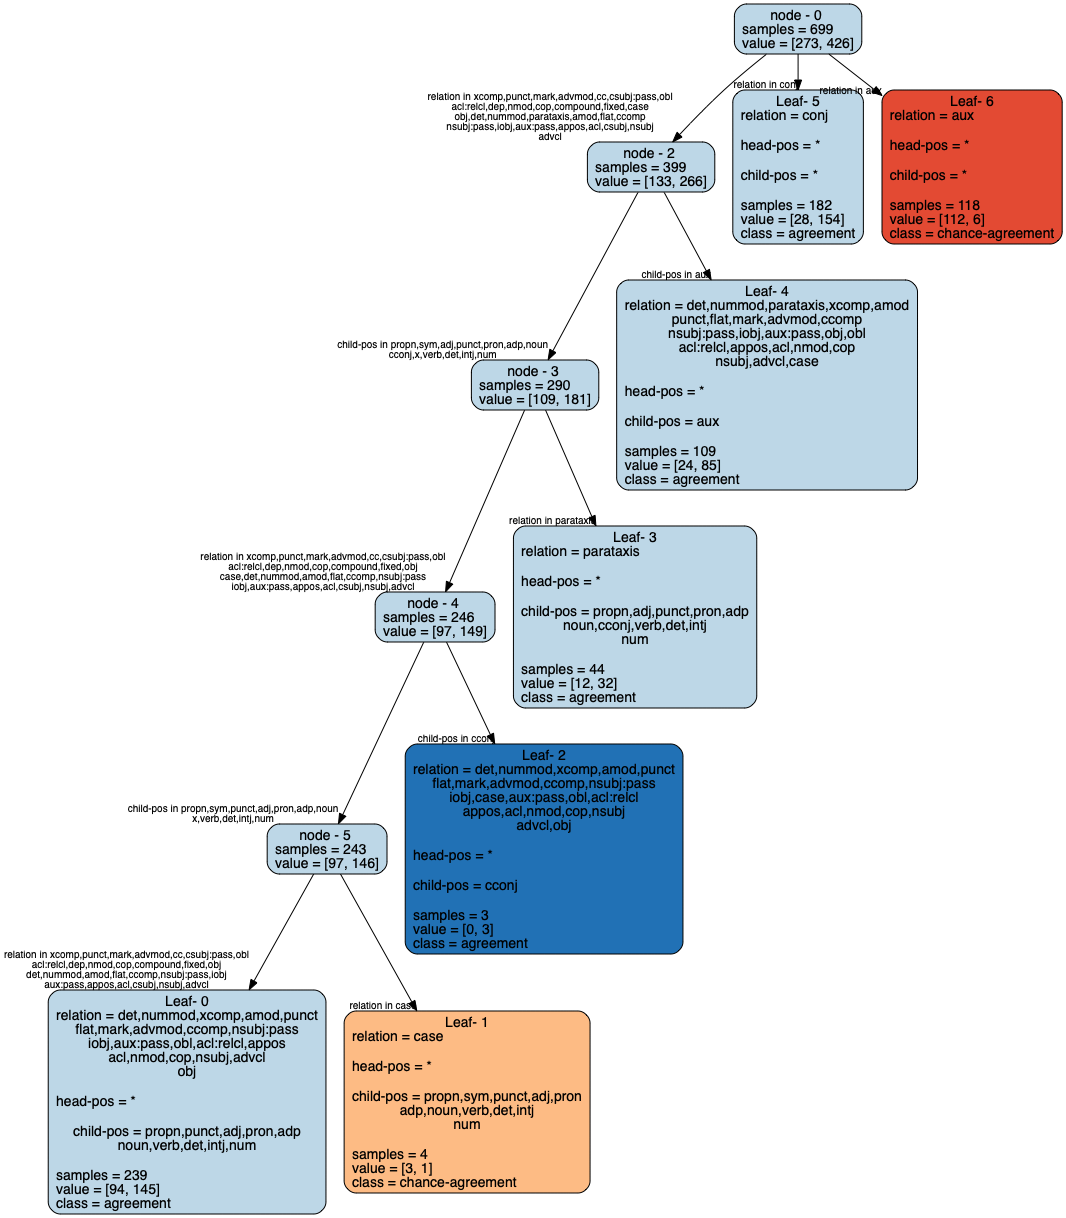 node - 0
samples = 699
value = [273, 426]
relation in xcomp,punct,mark,advmod,cc,csubj:pass,obl
acl:relcl,dep,nmod,cop,compound,fixed,case
obj,det,nummod,parataxis,amod,flat,ccomp
nsubj:pass,iobj,aux:pass,appos,acl,csubj,nsubj
advcl
relation in conj
relation in aux
Leaf- 5
relation = conj
head-pos = *
child-pos = *
samples = 182
value = [28, 154]
class = agreement
Leaf- 6
relation = aux
head-pos = *
child-pos = *
samples = 118
value = [112, 6]
class = chance-agreement
node - 2
samples = 399
value = [133, 266]
child-pos in propn,sym,adj,punct,pron,adp,noun
cconj,x,verb,det,intj,num
child-pos in aux
Leaf- 4
relation = det,nummod,parataxis,xcomp,amod
punct,flat,mark,advmod,ccomp
nsubj:pass,iobj,aux:pass,obj,obl
acl:relcl,appos,acl,nmod,cop
nsubj,advcl,case
head-pos = *
child-pos = aux
samples = 109
value = [24, 85]
class = agreement
node - 3
samples = 290
value = [109, 181]
relation in xcomp,punct,mark,advmod,cc,csubj:pass,obl
acl:relcl,dep,nmod,cop,compound,fixed,obj
case,det,nummod,amod,flat,ccomp,nsubj:pass
iobj,aux:pass,appos,acl,csubj,nsubj,advcl
relation in parataxis
Leaf- 3
relation = parataxis
head-pos = *
child-pos = propn,adj,punct,pron,adp
noun,cconj,verb,det,intj
num
samples = 44
value = [12, 32]
class = agreement
node - 4
samples = 246
value = [97, 149]
child-pos in propn,sym,punct,adj,pron,adp,noun
x,verb,det,intj,num
child-pos in cconj
Leaf- 2
relation = det,nummod,xcomp,amod,punct
flat,mark,advmod,ccomp,nsubj:pass
iobj,case,aux:pass,obl,acl:relcl
appos,acl,nmod,cop,nsubj
advcl,obj
head-pos = *
child-pos = cconj
samples = 3
value = [0, 3]
class = agreement
node - 5
samples = 243
value = [97, 146]
relation in xcomp,punct,mark,advmod,cc,csubj:pass,obl
acl:relcl,dep,nmod,cop,compound,fixed,obj
det,nummod,amod,flat,ccomp,nsubj:pass,iobj
aux:pass,appos,acl,csubj,nsubj,advcl
relation in case
Leaf- 0
relation = det,nummod,xcomp,amod,punct
flat,mark,advmod,ccomp,nsubj:pass
iobj,aux:pass,obl,acl:relcl,appos
acl,nmod,cop,nsubj,advcl
obj
head-pos = *
child-pos = propn,punct,adj,pron,adp
noun,verb,det,intj,num
samples = 239
value = [94, 145]
class = agreement
Leaf- 1
relation = case
head-pos = *
child-pos = propn,sym,punct,adj,pron
adp,noun,verb,det,intj
num
samples = 4
value = [3, 1]
class = chance-agreement